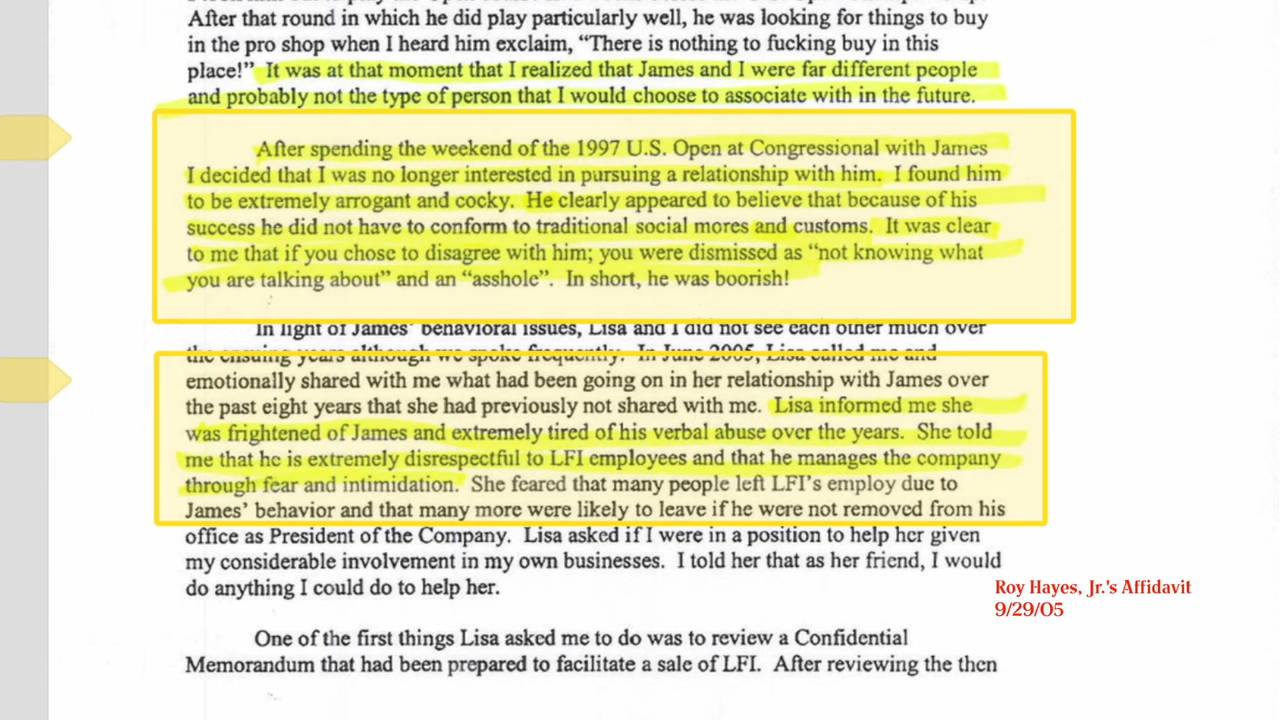 After that round in which he did play particularly well, he was looking for things to buy
in the pro shop when I heard him exclaim, “There is nothing to fucking buy in this
place!” It was at that moment that I realized that James and I were far different people
and probably not the type of person that I would choose to associate with in the future.
After spending the weekend of the 1997 U.S. Open at Congressional with James
I decided that I was no longer interested in pursuing a relationship with him. I found him
to be extremely arrogant and cocky. He clearly appeared to believe that because of his
success he did not have to conform to traditional social mores and customs. It was clear
to me that if you chose to disagree with him; you were dismissed as “not knowing what
you are talking about” and an “asshole”. In short, he was boorish!
In light of James’ behavioral issues, Lisa and I did not see each other much over
the ensuing years although we spoke frequently. In June 2005, Lisa called me and
emotionally shared with me what had been going on in her relationship with James over
the past eight years that she had previously not shared with me. Lisa informed me she
was frightened of James and extremely tired of his verbal abuse over the years. She told
me that he is extremely disrespectful to LFI employees and that he manages the company
through fear and intimidation. She feared that many people left LFI’s employ due to
James’ behavior and that many more were likely to leave if he were not removed from his
office as President of the Company. Lisa asked if I were in a position to help her given
my considerable involvement in my own businesses. I told her that as her friend, I would
do anything I could do to help her.
Roy Hayes, Jr.'s Affidavit
9/29/05
One of the first things Lisa asked me to do was to review a Confidential
Memorandum that had been prepared to facilitate a sale of LFI. After reviewing the then